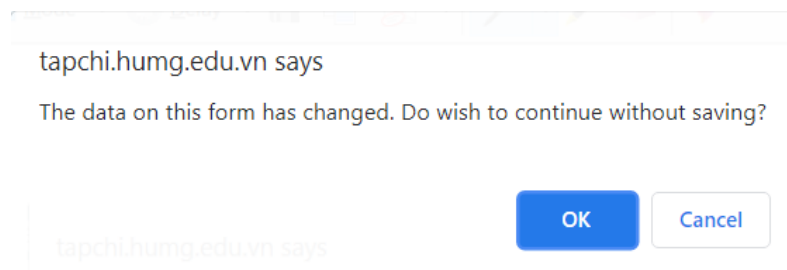 tapchi.humg.edu.vn says
The data on this form has changed. Do wish to continue without saving?
OK
Cancel
tapchi.humg.edu.vn says